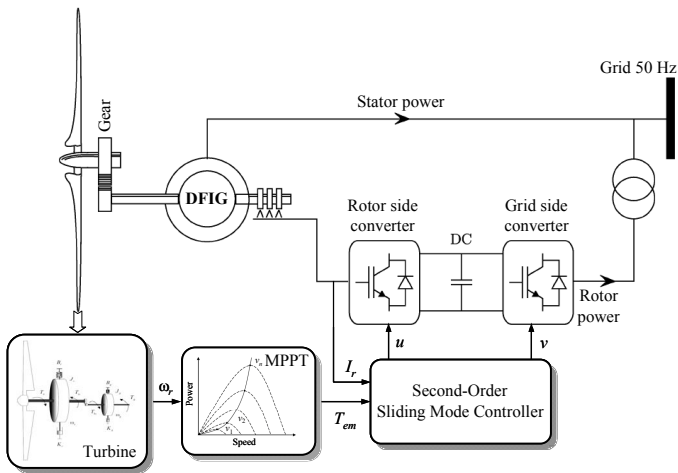 Grid 50 Hz
Stator power
Gear
DFIG
Rotor side
converter
Grid side
converter
DC
Rotor
power
u
v
I_r
ω_r
T_em
Turbine
MPPT
Power
Speed
v_n
v_2
v_1
Second-Order
Sliding Mode Controller